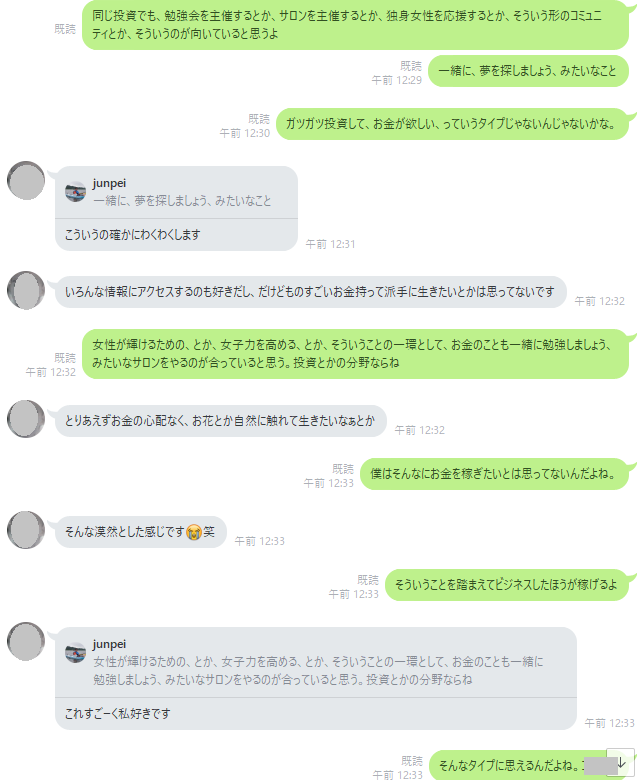 同じ投資でも、勉強会を主催するとか、サロンを主催するとか、独身女性を応援するとか、そういう形のコミュニ
ティとか、そういうのが向いていると思うよ
既読
一緒に、夢を探しましょう、みたいなこと
既読
午前 12:29
ガツガツ投資して、お金が欲しい、っていうタイプじゃないんじゃないかな。
既読
午前 12:30
junpei
一緒に、夢を探しましょう、みたいなこと
こういうの確かにわくわくします
午前 12:31
いろんな情報にアクセスするのも好きだし、だけどものすごいお金持って派手に生きたいとかは思ってないです
午前 12:32
女性が輝けるための、とか、女子力を高める、とか、そういうことの一環として、お金のことも一緒に勉強しましょう、
みたいなサロンをやるのが合っていると思う。投資とかの分野ならね
既読
午前 12:32
とりあえずお金の心配なく、お花とか自然に触れて生きたいなぁとか
午前 12:32
僕はそんなにお金を稼ぎたいとは思ってないんだよね。
既読
午前 12:33
そんな漠然とした感じです😭笑
午前 12:33
そういうことを踏まえてビジネスしたほうが稼げるよ
既読
午前 12:33
junpei
女性が輝けるための、とか、女子力を高める、とか、そういうことの一環として、お金のことも一緒に
勉強しましょう、みたいなサロンをやるのが合っていると思う。投資とかの分野ならね
これすごーく私好きです
午前 12:33
そんなタイプに思えるんだよね。
既読
午前 12:33